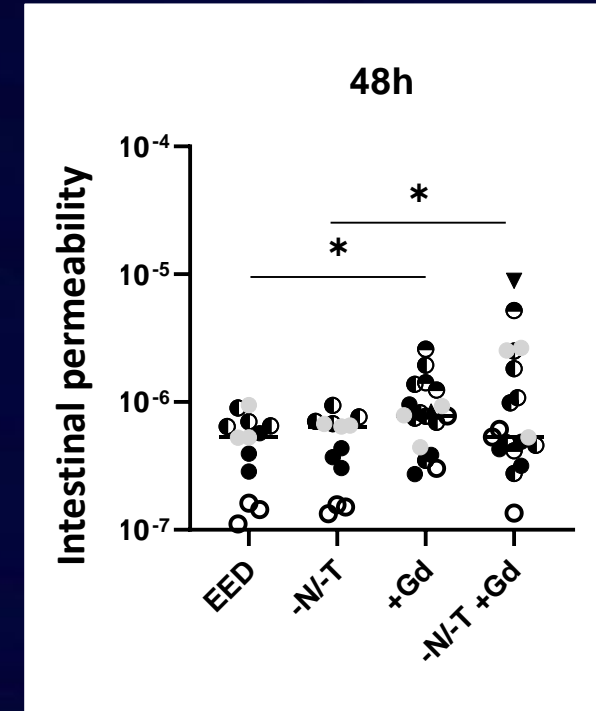 48h
Intestinal permeability
10-4
10-5
10-6
10-7
*
*
EED
-N/-T
+Gd
-N/-T +Gd